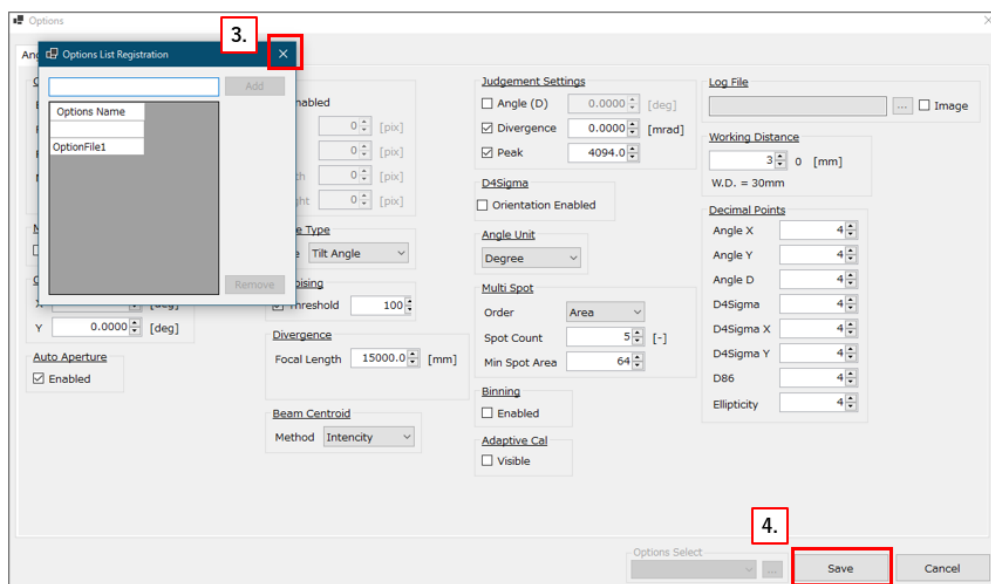 Options
3.
Options List Registration
Add
Options Name
OptionFile1
Remove
nabled
0 [pix]
0 [pix]
0 [pix]
0 [pix]
Type
Tilt Angle
Threshold 100
Divergence
Focal Length 15000.0 [mm]
Beam Centroid
Method Intencity
Y 0.0000 [deg]
Auto Aperture
Enabled
Judgement Settings
Angle (D) 0.0000 [deg]
Divergence 0.0000 [mrad]
Peak 4094.0
D4Sigma
Orientation Enabled
Angle Unit
Degree
Multi Spot
Order Area
Spot Count 5 [-]
Min Spot Area 64
Binning
Enabled
Adaptive Cal
Visible
Log File
... Image
Working Distance
3 0 [mm]
W.D. = 30mm
Decimal Points
Angle X 4
Angle Y 4
Angle D 4
D4Sigma 4
D4Sigma X 4
D4Sigma Y 4
D86 4
Ellipticity 4
4.
Options Select
...
Save
Cancel